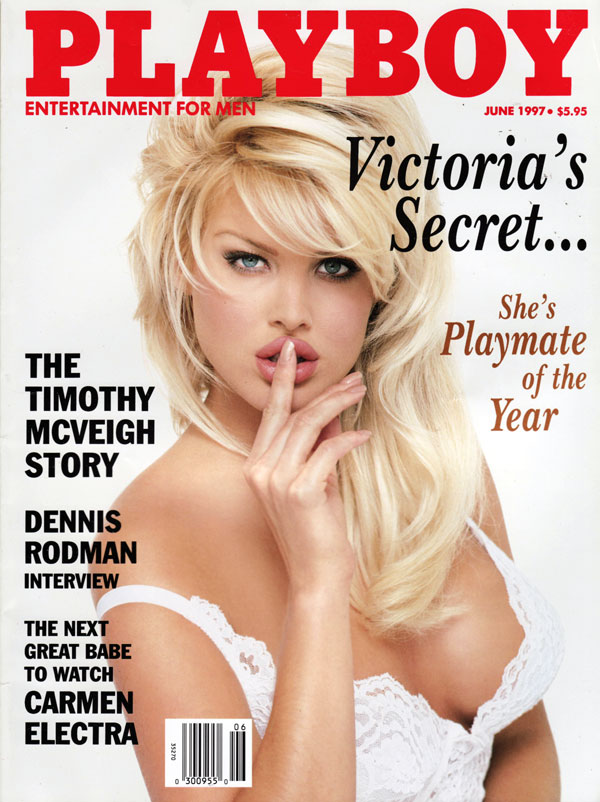 PLAYBOY
ENTERTAINMENT FOR MEN
JUNE 1997 • $5.95
Victoria's
Secret...
She's
Playmate
of the
Year
THE
TIMOTHY
MCVEIGH
STORY
DENNIS
RODMAN
INTERVIEW
THE NEXT
GREAT BABE
TO WATCH
CARMEN
ELECTRA
06
35270
0 300955 0